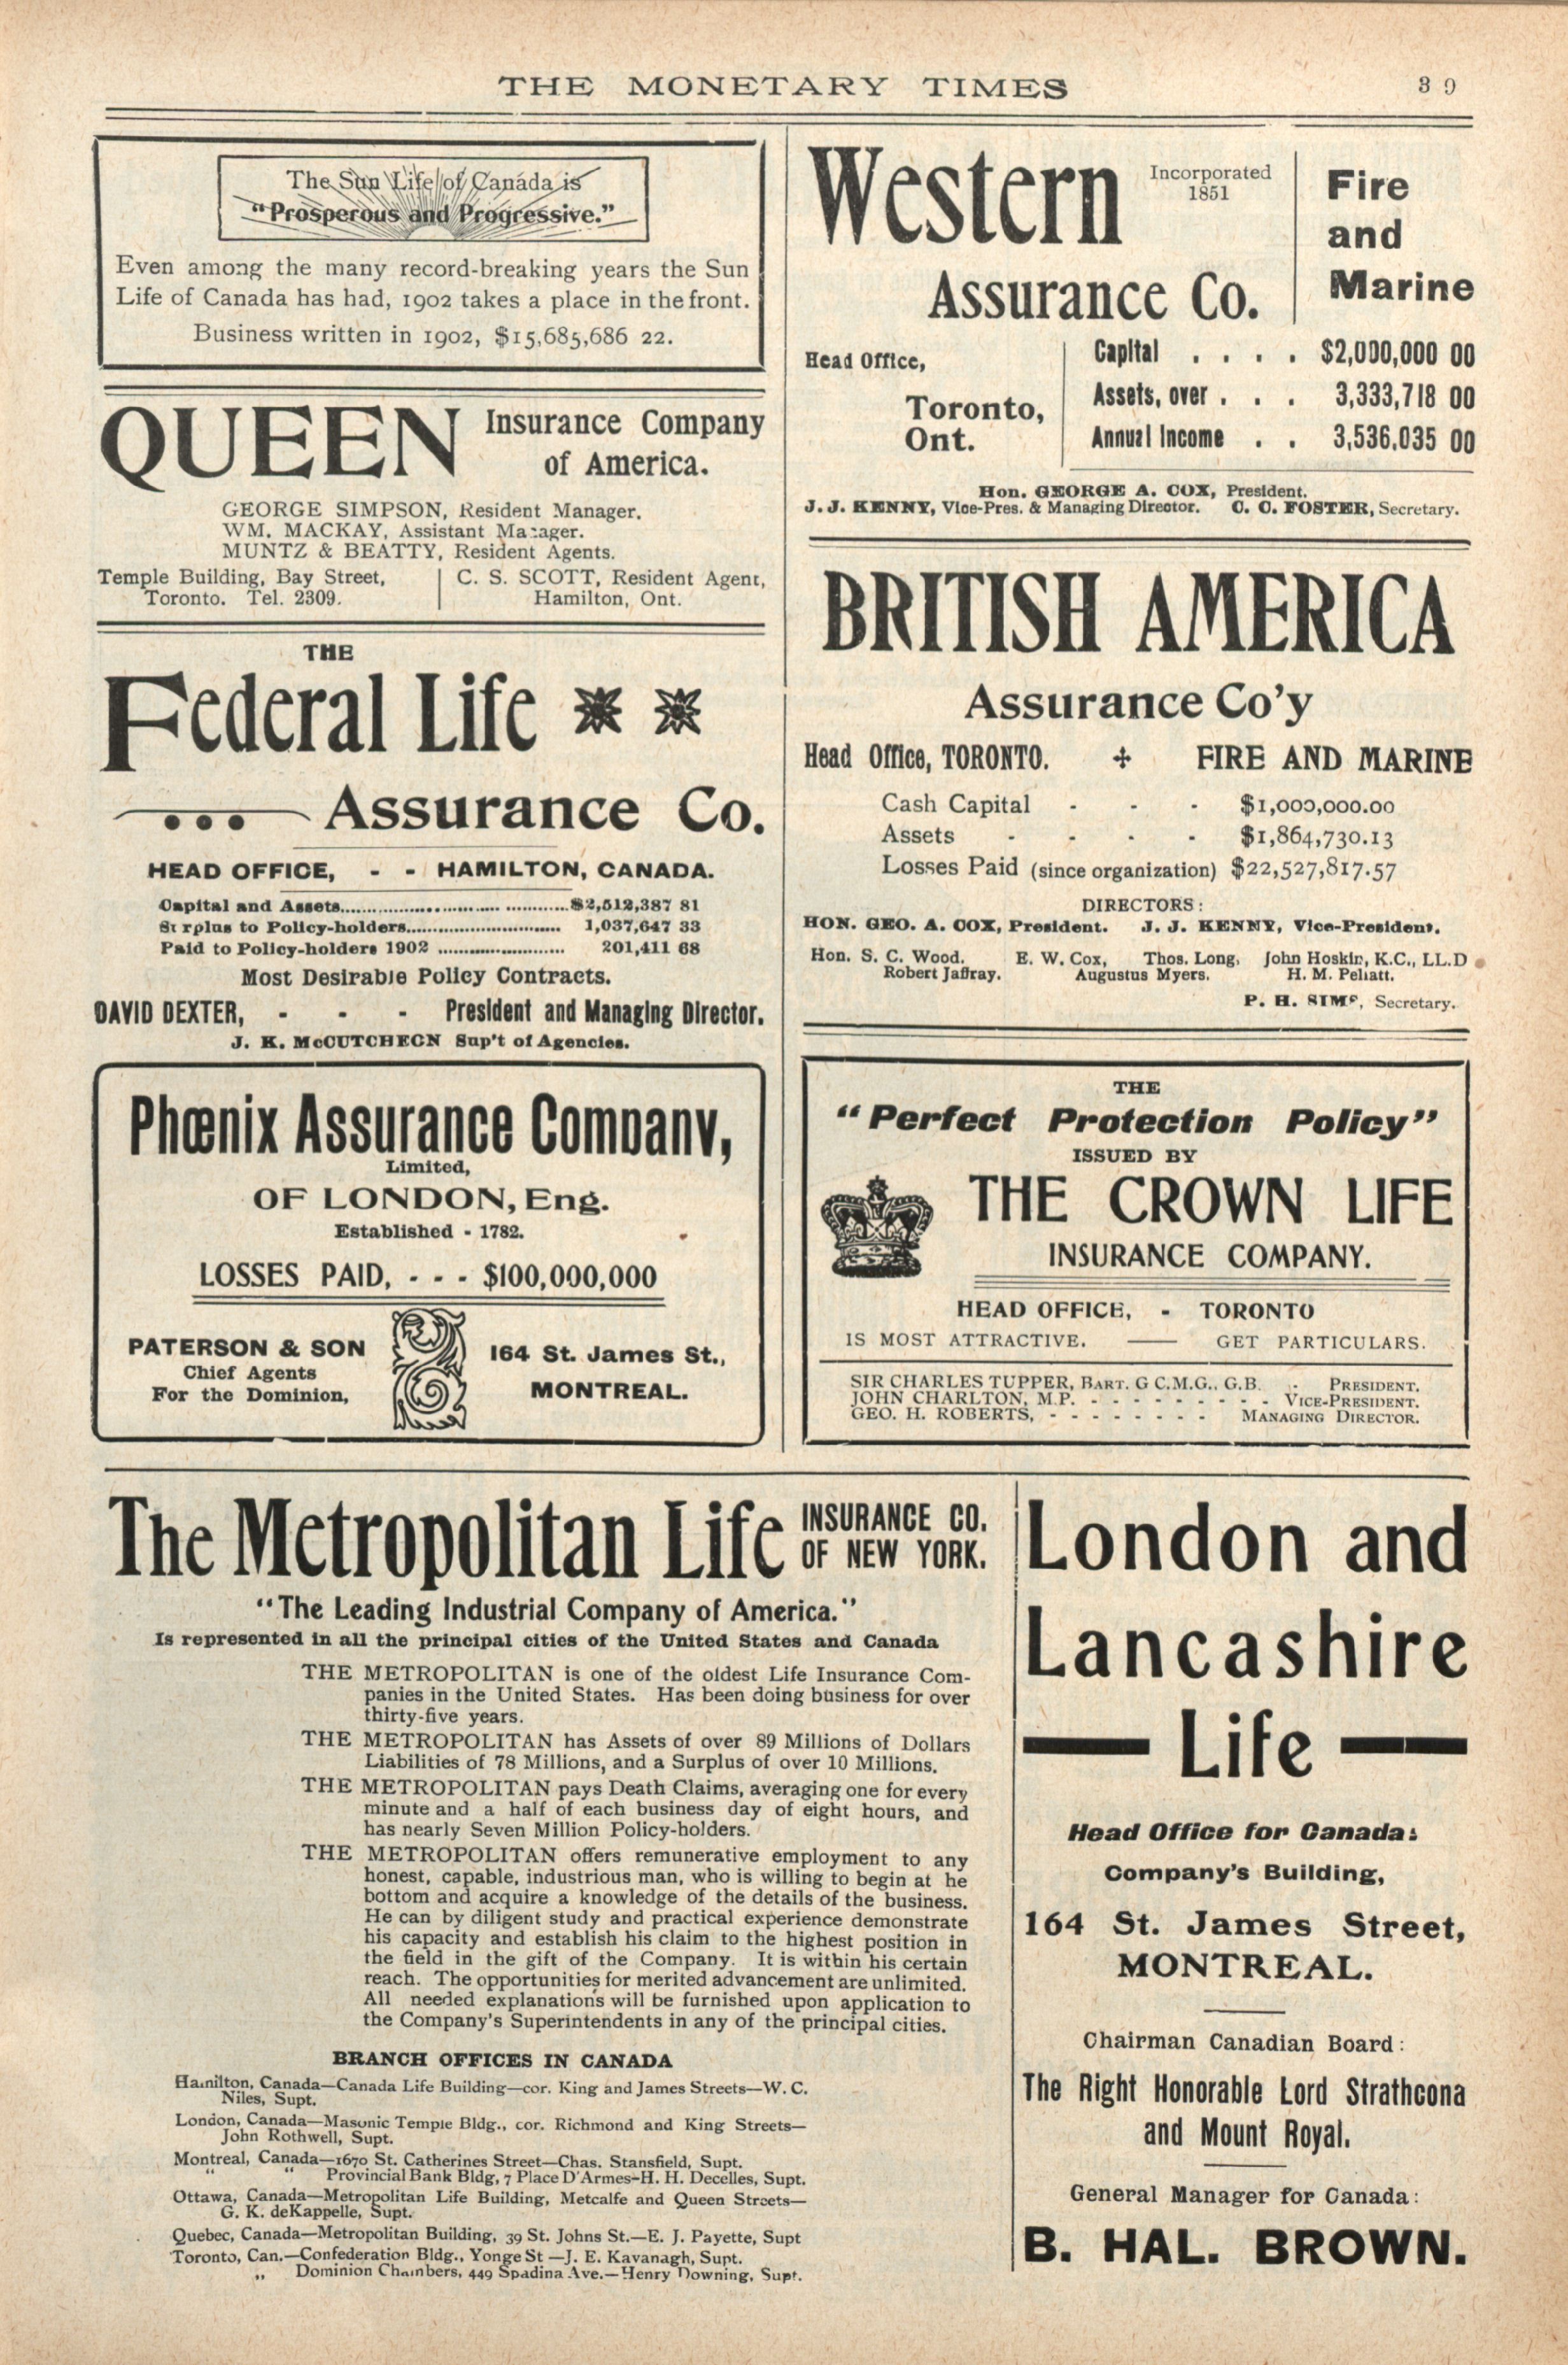 THE MONETARY TIMES 39
The Sun Life of Canada is
“Prosperous and Progressive.”
Even among the many record-breaking years the Sun
Life of Canada has had, 1902 takes a place in the front.
Business written in 1902, $15,685,686 22.
QUEEN Insurance Company
of America.
GEORGE SIMPSON, Resident Manager.
WM. MACKAY, Assistant Manager.
MUNTZ & BEATTY, Resident Agents.
Temple Building, Bay Street,
Toronto. Tel. 2309.
C. S. SCOTT, Resident Agent,
Hamilton, Ont.
THE
Federal Life
Assurance Co.
HEAD OFFICE, - - HAMILTON, CANADA.
Capital and Assets $2,512,387 81
Surplus to Policy-holders 1,037,647 33
Paid to Policy-holders 1902 201,411 68
Most Desirable Policy Contracts.
DAVID DEXTER, - - - President and Managing Director.
J. K. McCUTCHEON Sup't of Agencies.
Phœnix Assurance Company,
Limited,
OF LONDON, Eng.
Established - 1782.
LOSSES PAID, - - - $100,000,000
PATERSON & SON
Chief Agents
For the Dominion,
164 St. James St.,
MONTREAL.
Western
Incorporated
1851
Assurance Co.
Fire
and
Marine
Head Office,
Toronto,
Ont.
Capital . . . . $2,000,000 00
Assets, over . . . 3,333,718 00
Annual Income . . 3,536,035 00
Hon. GEORGE A. COX, President.
J. J. KENNY, Vice-Pres. & Managing Director. C. C. FOSTER, Secretary.
BRITISH AMERICA
Assurance Co'y
Head Office, TORONTO. FIRE AND MARINE
Cash Capital - - - $1,000,000.00
Assets - - - - $1,864,730.13
Losses Paid (since organization) $22,527,817.57
DIRECTORS:
HON. GEO. A. COX, President. J. J. KENNY, Vice-President.
Hon. S. C. Wood. E. W. Cox, Thos. Long, John Hoskin, K.C., LL.D
Robert Jaffray. Augustus Myers. H. M. Pellatt.
P. H. SIMS, Secretary.
THE
“Perfect Protection Policy”
ISSUED BY
THE CROWN LIFE
INSURANCE COMPANY.
HEAD OFFICE, - TORONTO
IS MOST ATTRACTIVE. —— GET PARTICULARS.
SIR CHARLES TUPPER, BART. G C.M.G., G.B. - PRESIDENT.
JOHN CHARLTON, M.P. - - - - - - - - - VICE-PRESIDENT.
GEO. H. ROBERTS, - - - - - - - - MANAGING DIRECTOR.
The Metropolitan Life INSURANCE CO.
OF NEW YORK.
“The Leading Industrial Company of America.”
Is represented in all the principal cities of the United States and Canada
THE METROPOLITAN is one of the oldest Life Insurance Com-
panies in the United States. Has been doing business for over
thirty-five years.
THE METROPOLITAN has Assets of over 89 Millions of Dollars
Liabilities of 78 Millions, and a Surplus of over 10 Millions.
THE METROPOLITAN pays Death Claims, averaging one for every
minute and a half of each business day of eight hours, and
has nearly Seven Million Policy-holders.
THE METROPOLITAN offers remunerative employment to any
honest, capable, industrious man, who is willing to begin at he
bottom and acquire a knowledge of the details of the business.
He can by diligent study and practical experience demonstrate
his capacity and establish his claim to the highest position in
the field in the gift of the Company. It is within his certain
reach. The opportunities for merited advancement are unlimited.
All needed explanations will be furnished upon application to
the Company's Superintendents in any of the principal cities.
BRANCH OFFICES IN CANADA
Hamilton, Canada—Canada Life Building—cor. King and James Streets—W. C.
Niles, Supt.
London, Canada—Masonic Temple Bldg., cor. Richmond and King Streets—
John Rothwell, Supt.
Montreal, Canada—1670 St. Catherines Street—Chas. Stansfield, Supt.
" " Provincial Bank Bldg, 7 Place D'Armes-H. H. Decelles, Supt.
Ottawa, Canada—Metropolitan Life Building, Metcalfe and Queen Streets—
G. K. deKappelle, Supt.
Quebec, Canada—Metropolitan Building, 39 St. Johns St.—E. J. Payette, Supt
Toronto, Can.—Confederation Bldg., Yonge St —J. E. Kavanagh, Supt.
„ Dominion Chambers, 449 Spadina Ave.—Henry Downing, Supt.
London and
Lancashire
Life
Head Office for Canada:
Company's Building,
164 St. James Street,
MONTREAL.
Chairman Canadian Board:
The Right Honorable Lord Strathcona
and Mount Royal.
General Manager for Canada:
B. HAL. BROWN.